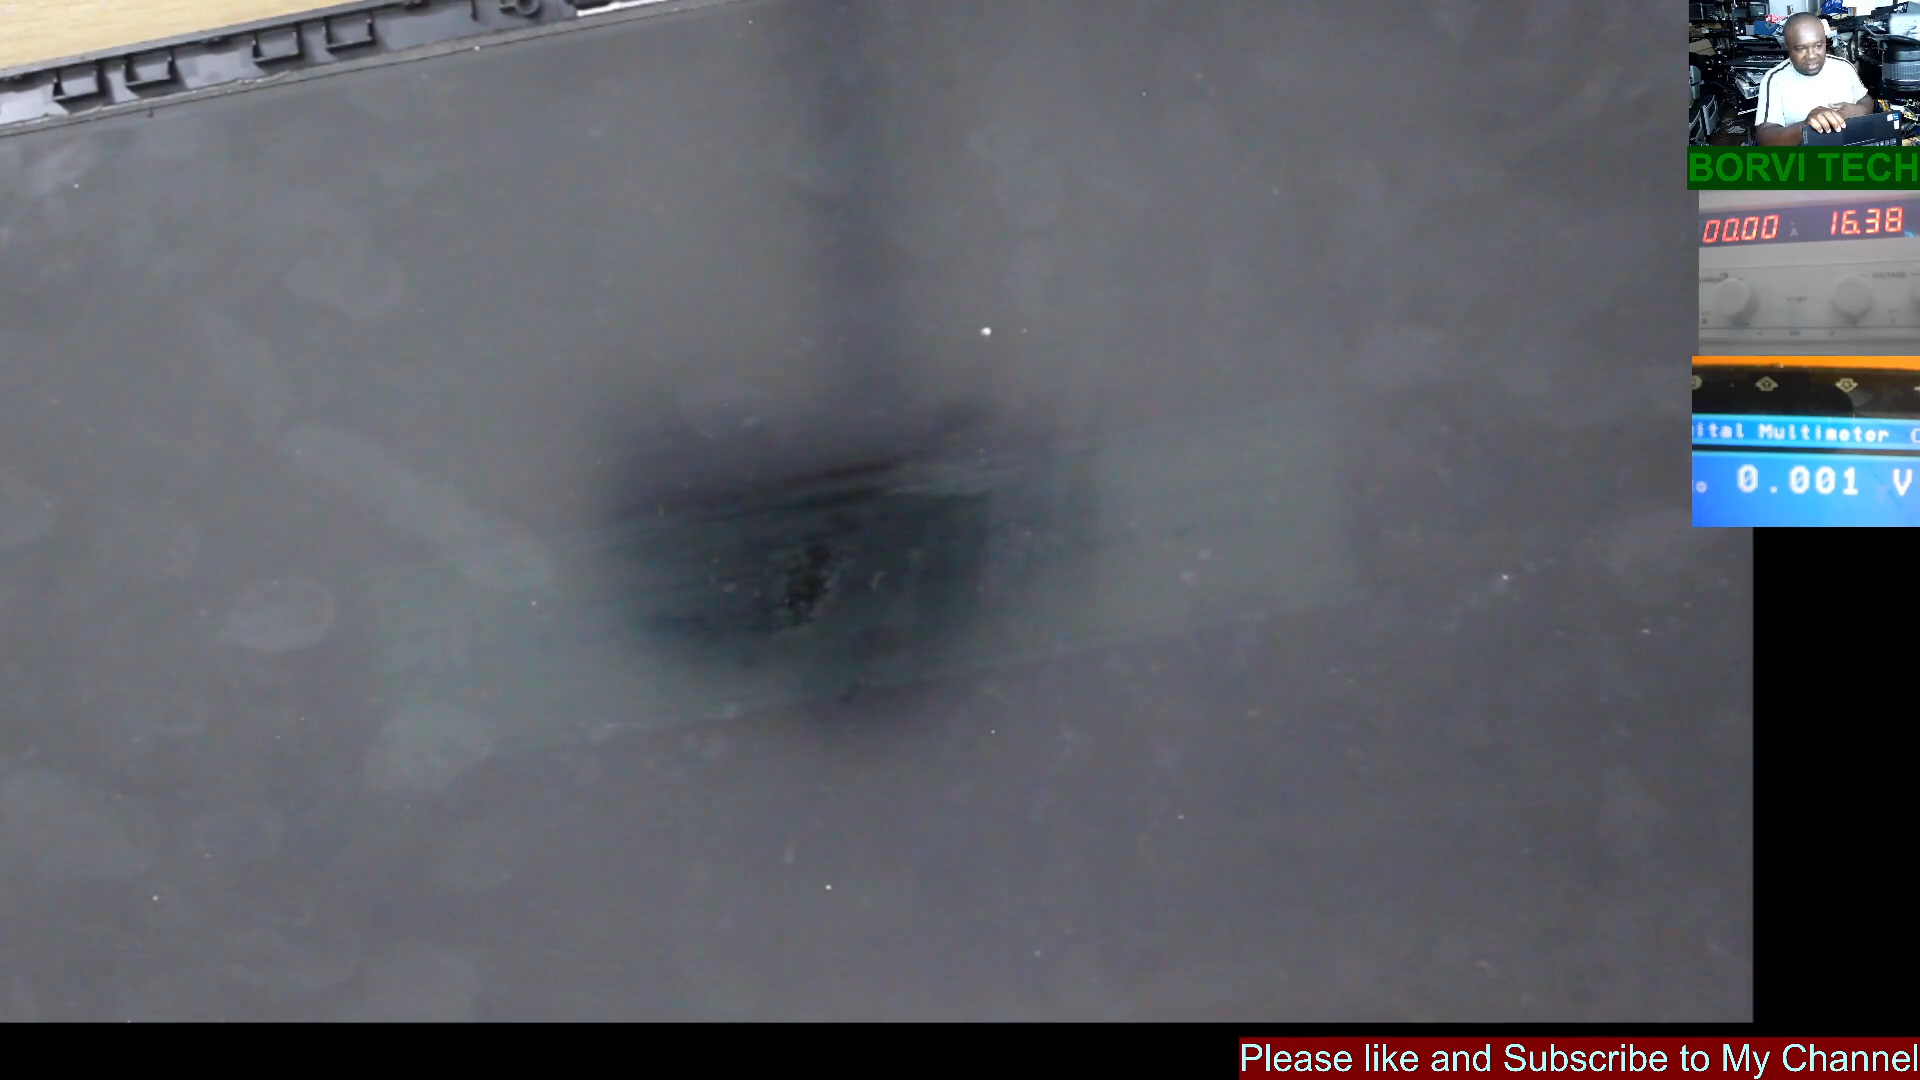 BORVI TECH
00.00 A 16.38
ital Multimeter
0.001 V
Please like and Subscribe to My Channel